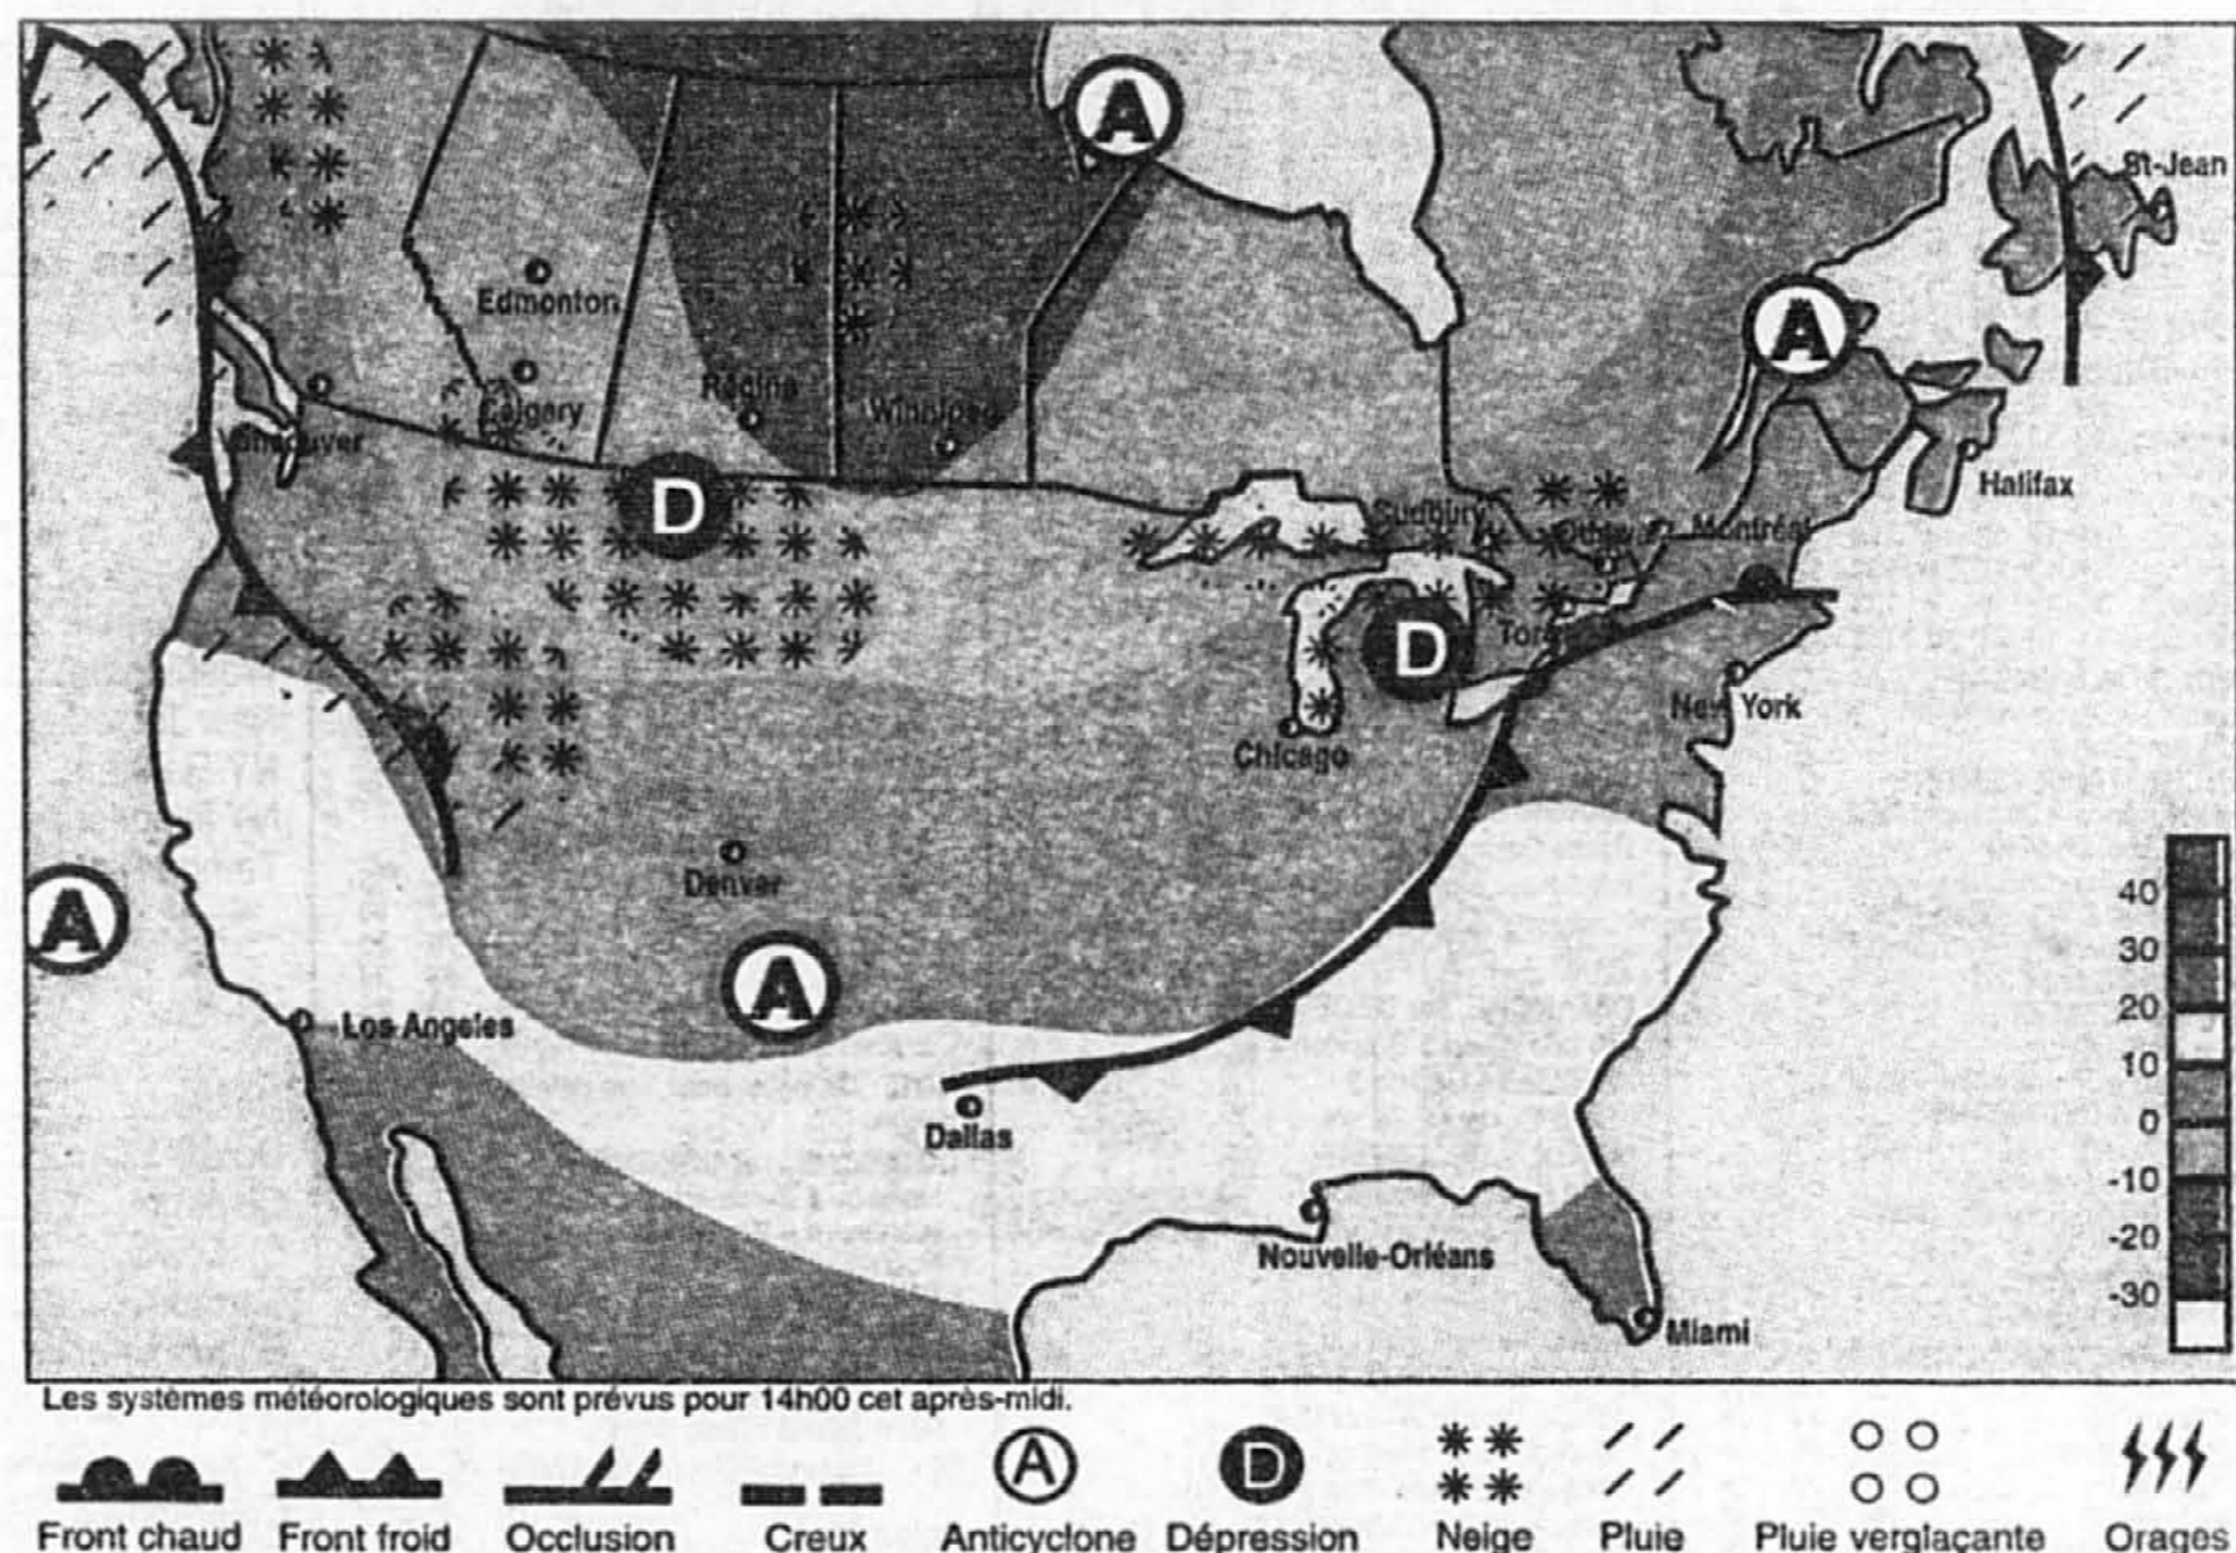 A
St-Jean
Edmonton
A
Régina
Calgary
Winnipeg
Halifax
D
Sudbury
Montréal
D
New York
Chicago
Denver
40
A
30
A
20
Los Angeles
10
Dallas
0
-10
-20
Nouvelle-Orléans
-30
Miami
Les systèmes météorologiques sont prévus pour 14h00 cet après-midi.
A D
Front chaud Front froid Occlusion Creux Anticyclone Dépression Neige Pluie Pluie verglaçante Orages